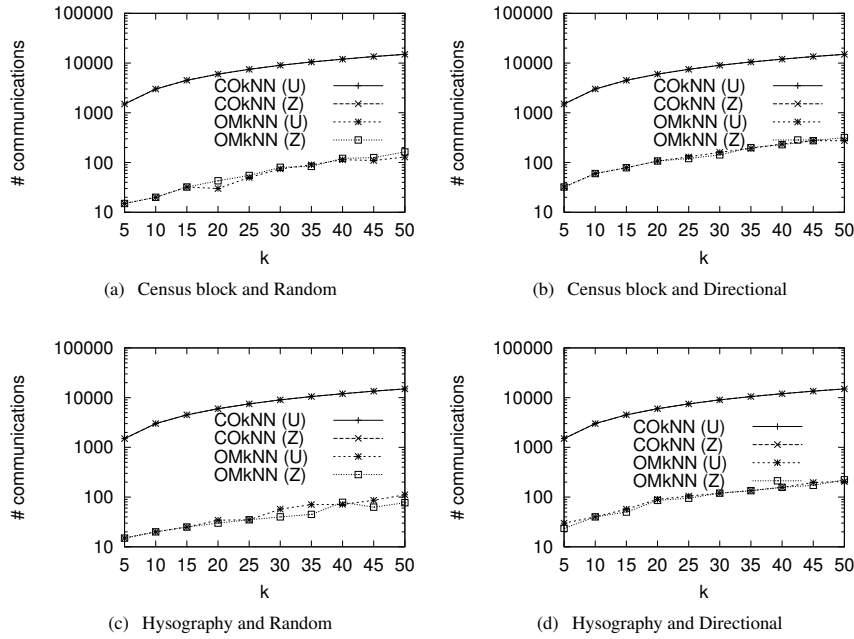 100000
10000
1000
100
10
# communications
COkNN (U)
COkNN (Z)
OMkNN (U)
OMkNN (Z)
5 10 15 20 25 30 35 40 45 50
k
(a) Census block and Random
100000
10000
1000
100
10
# communications
COkNN (U)
COkNN (Z)
OMkNN (U)
OMkNN (Z)
5 10 15 20 25 30 35 40 45 50
k
(b) Census block and Directional
100000
10000
1000
100
10
# communications
COkNN (U)
COkNN (Z)
OMkNN (U)
OMkNN (Z)
5 10 15 20 25 30 35 40 45 50
k
(c) Hysography and Random
100000
10000
1000
100
10
# communications
COkNN (U)
COkNN (Z)
OMkNN (U)
OMkNN (Z)
5 10 15 20 25 30 35 40 45 50
k
(d) Hysography and Directional